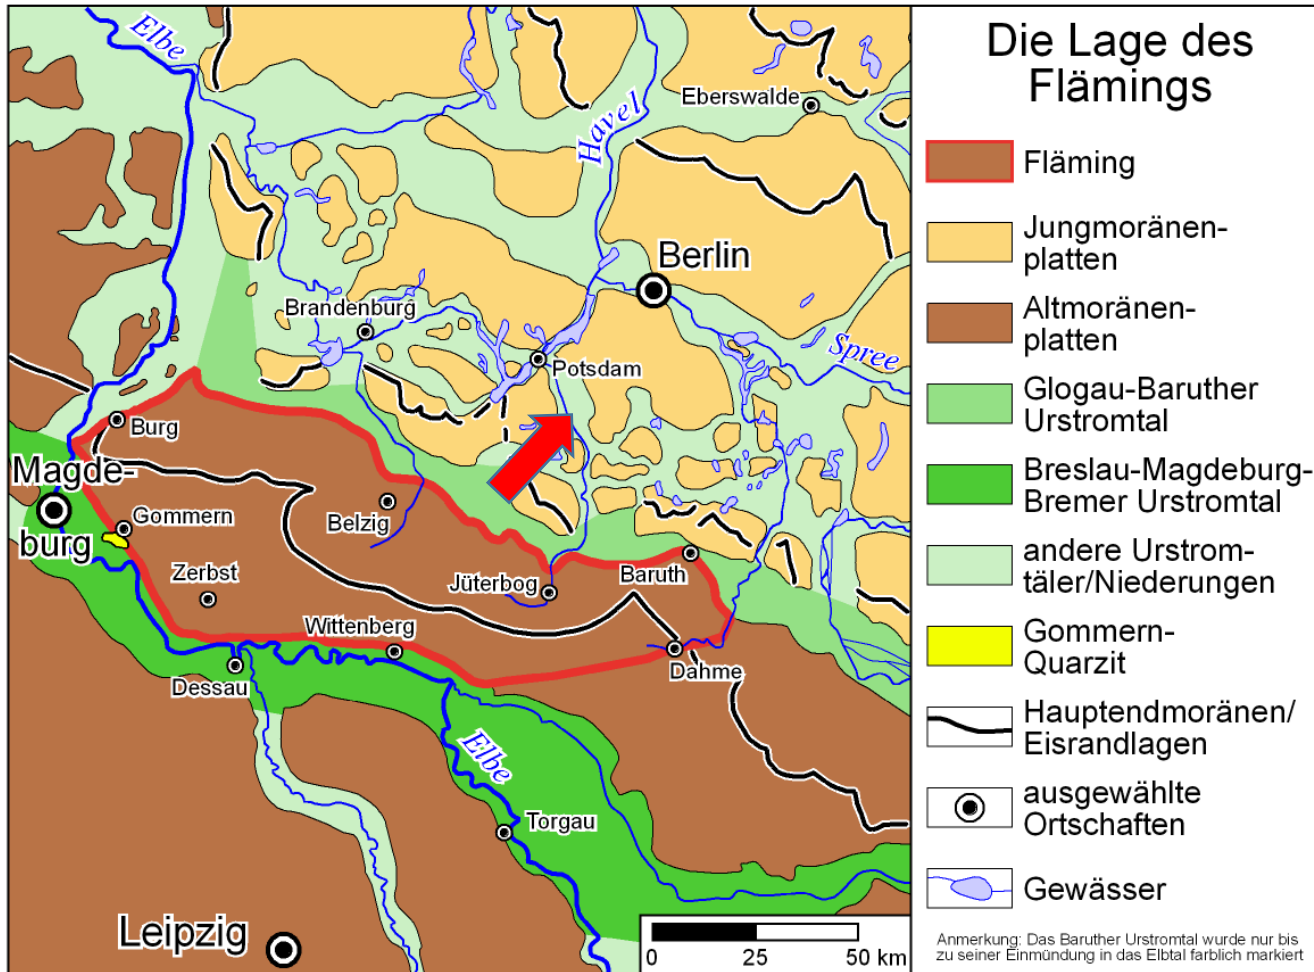 Elbe
Havel
Eberswalde
Berlin
Brandenburg
Potsdam
Spree
Burg
Magde-
burg
Gommern
Belzig
Zerbst
Jüterbog
Baruth
Wittenberg
Dessau
Dahme
Elbe
Torgau
Leipzig
0 25 50 km
Die Lage des
Flämings
Fläming
Jungmoränen-
platten
Altmoränen-
platten
Glogau-Baruther
Urstromtal
Breslau-Magdeburg-
Bremer Urstromtal
andere Urstrom-
täler/Niederungen
Gommern-
Quarzit
Hauptendmoränen/
Eisrandlagen
ausgewählte
Ortschaften
Gewässer
Anmerkung: Das Baruther Urstromtal wurde nur bis
zu seiner Einmündung in das Elbtal farblich markiert